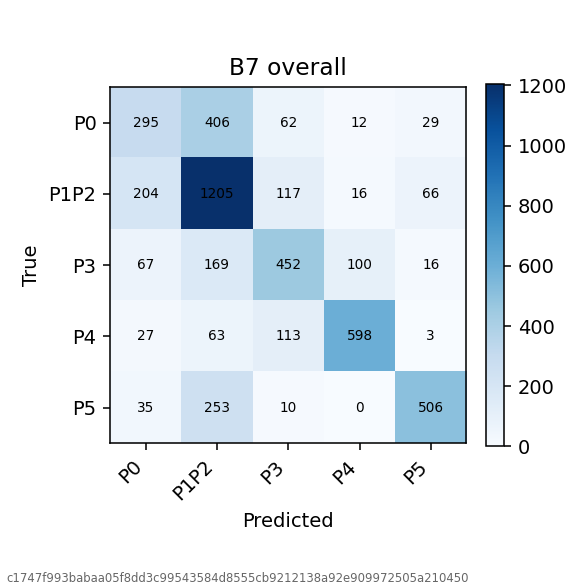 B7 overall
P0 295 406 62 12 29
P1P2 204 1205 117 16 66
P3 67 169 452 100 16
P4 27 63 113 598 3
P5 35 253 10 0 506
P0 P1P2 P3 P4 P5
True
Predicted
1200
1000
800
600
400
200
0
c1747f993babaa05f8dd3c99543584d8555cb9212138a92e909972505a210450